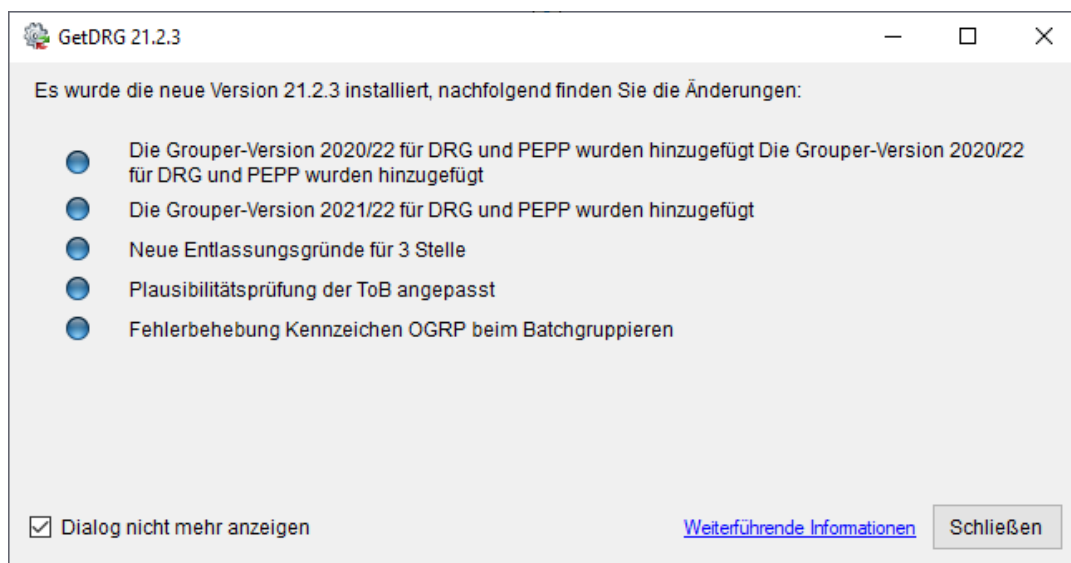 GetDRG 21.2.3
Es wurde die neue Version 21.2.3 installiert, nachfolgend finden Sie die Änderungen:
Die Grouper-Version 2020/22 für DRG und PEPP wurden hinzugefügt Die Grouper-Version 2020/22
für DRG und PEPP wurden hinzugefügt
Die Grouper-Version 2021/22 für DRG und PEPP wurden hinzugefügt
Neue Entlassungsgründe für 3 Stelle
Plausibilitätsprüfung der ToB angepasst
Fehlerbehebung Kennzeichen OGRP beim Batchgruppieren
Dialog nicht mehr anzeigen
Weiterführende Informationen
Schließen